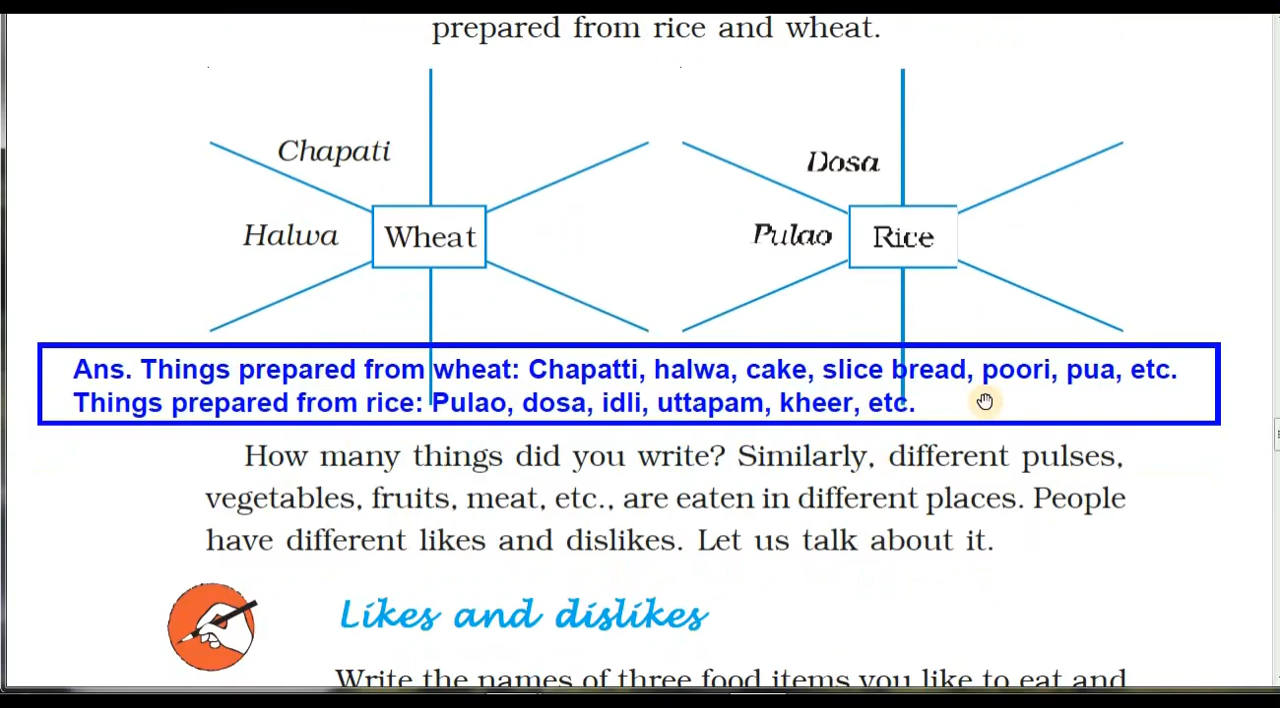 prepared from rice and wheat.
Chapati
Dosa
Halwa
Wheat
Pulao
Rice
Ans. Things prepared from wheat: Chapatti, halwa, cake, slice bread, poori, pua, etc.
Things prepared from rice: Pulao, dosa, idli, uttapam, kheer, etc.
How many things did you write? Similarly, different pulses,
vegetables, fruits, meat, etc., are eaten in different places. People
have different likes and dislikes. Let us talk about it.
Likes and dislikes
Write the names of three food items you like to eat and